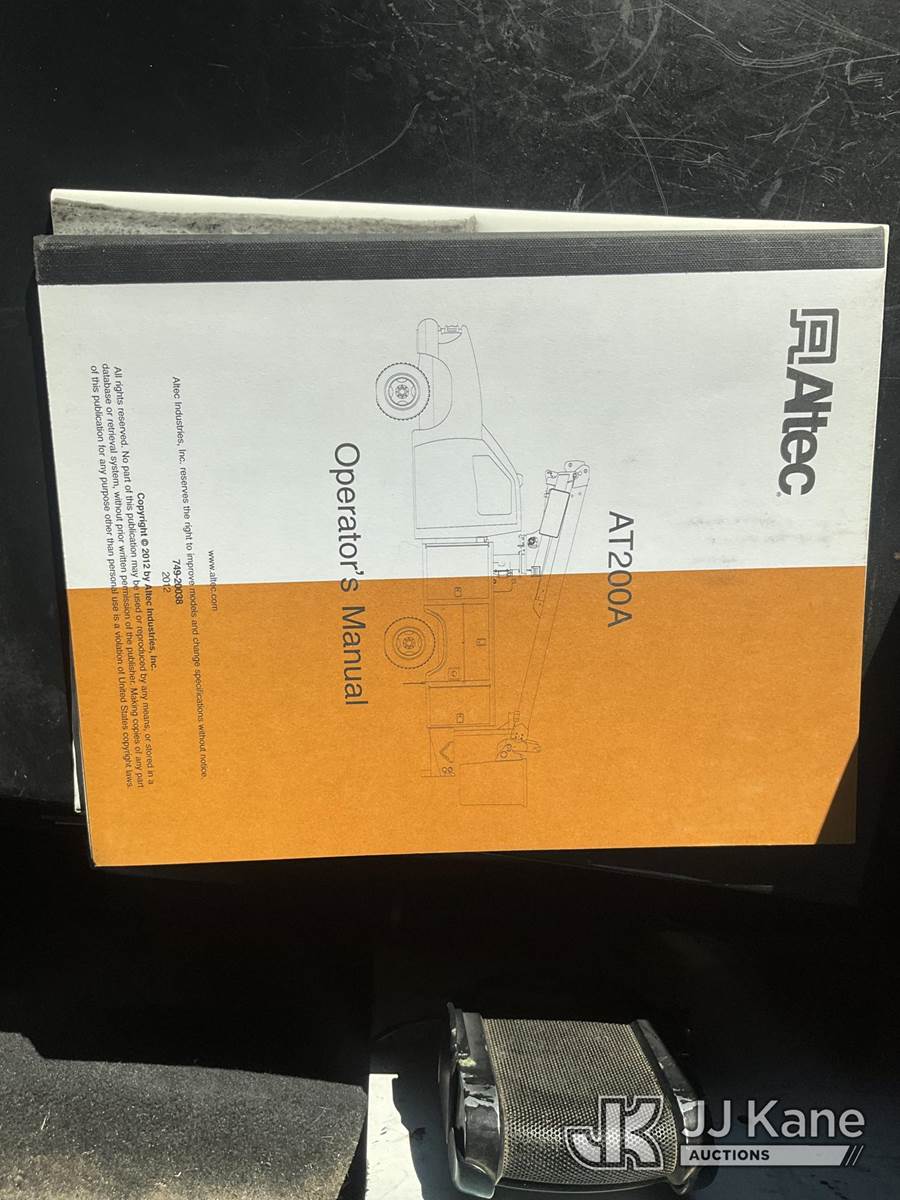 Altec
AT200A
Operator's Manual
www.altec.com
Altec Industries, Inc. reserves the right to improve models and change specifications without notice.
749-20038
2012
Copyright © 2012 by Altec Industries, Inc.
All rights reserved. No part of this publication may be used or reproduced by any means, or stored in a
database or retrieval system, without prior written permission of the publisher. Making copies of any part
of this publication for any purpose other than personal use is a violation of United States copyright laws.
JK JJ Kane
AUCTIONS